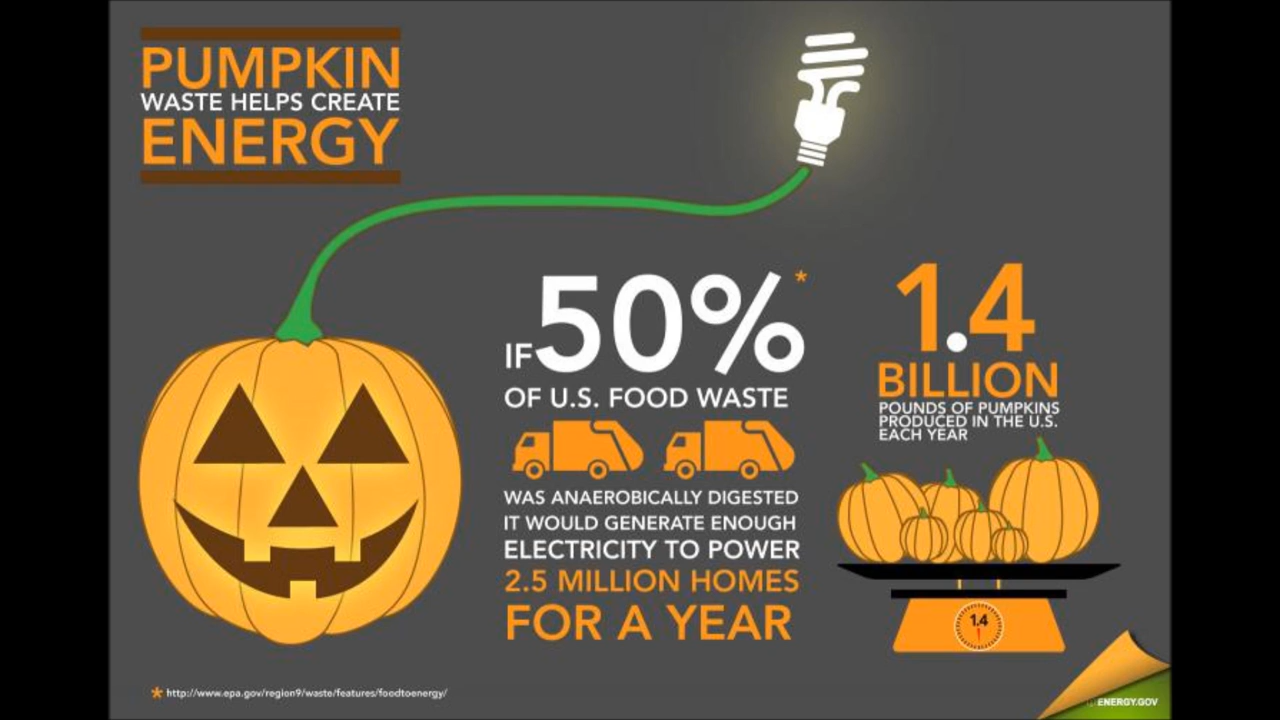 PUMPKIN
WASTE HELPS CREATE
ENERGY
IF 50%*
OF U.S. FOOD WASTE
WAS ANAEROBICALLY DIGESTED
IT WOULD GENERATE ENOUGH
ELECTRICITY TO POWER
2.5 MILLION HOMES
FOR A YEAR
1.4
BILLION
POUNDS OF PUMPKINS
PRODUCED IN THE U.S.
EACH YEAR
1.4
* http://www.epa.gov/region9/waste/features/foodtoenergy/
ENERGY.GOV